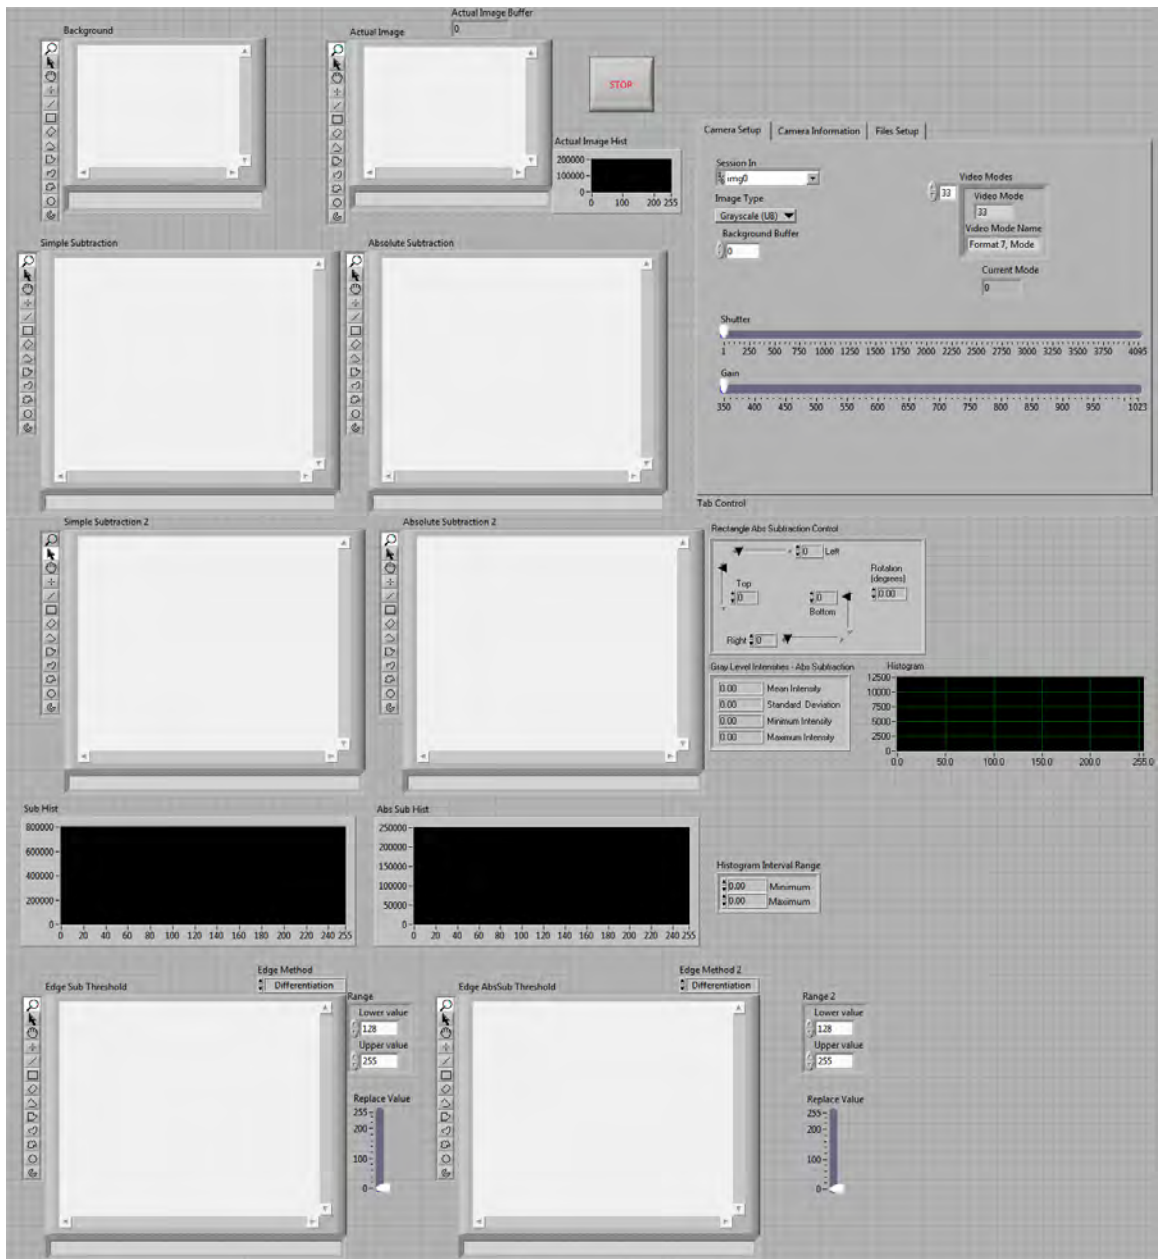 Actual Image Buffer
0
Background
Actual Image
STOP
Actual Image Hist
200000
100000
0
0 100 200 255
Camera Setup Camera Information Files Setup
Session In
img0
Image Type
Grayscale (U8)
Background Buffer
0
Video Modes
33
Video Mode
33
Video Mode Name
Format 7, Mode
Current Mode
0
Shutter
1 250 500 750 1000 1250 1500 1750 2000 2250 2500 2750 3000 3250 3500 3750 4095
Gain
350 400 450 500 550 600 650 700 750 800 850 900 950 1023
Tab Control
Simple Subtraction
Absolute Subtraction
Simple Subtraction 2
Absolute Subtraction 2
Rectangle Abs Subtraction Control
0 Left
Top
0
0
Bottom
Rotation
(degrees)
0.00
Right 0
Gray Level Intensities - Abs Subtraction
0.00 Mean Intensity
0.00 Standard Deviation
0.00 Minimum Intensity
0.00 Maximum Intensity
Histogram
12500
10000
7500
5000
2500
0
0.0 50.0 100.0 150.0 200.0 255.0
Sub Hist
800000
600000
400000
200000
0
0 20 40 60 80 100 120 140 160 180 200 220 240 255
Abs Sub Hist
250000
200000
150000
100000
50000
0
0 20 40 60 80 100 120 140 160 180 200 220 240 255
Histogram Interval Range
0.00 Minimum
0.00 Maximum
Edge Sub Threshold
Edge Method
Differentiation
Range
Lower value
128
Upper value
255
Replace Value
255
200
100
0
Edge AbsSub Threshold
Edge Method 2
Differentiation
Range 2
Lower value
128
Upper value
255
Replace Value
255
200
100
0